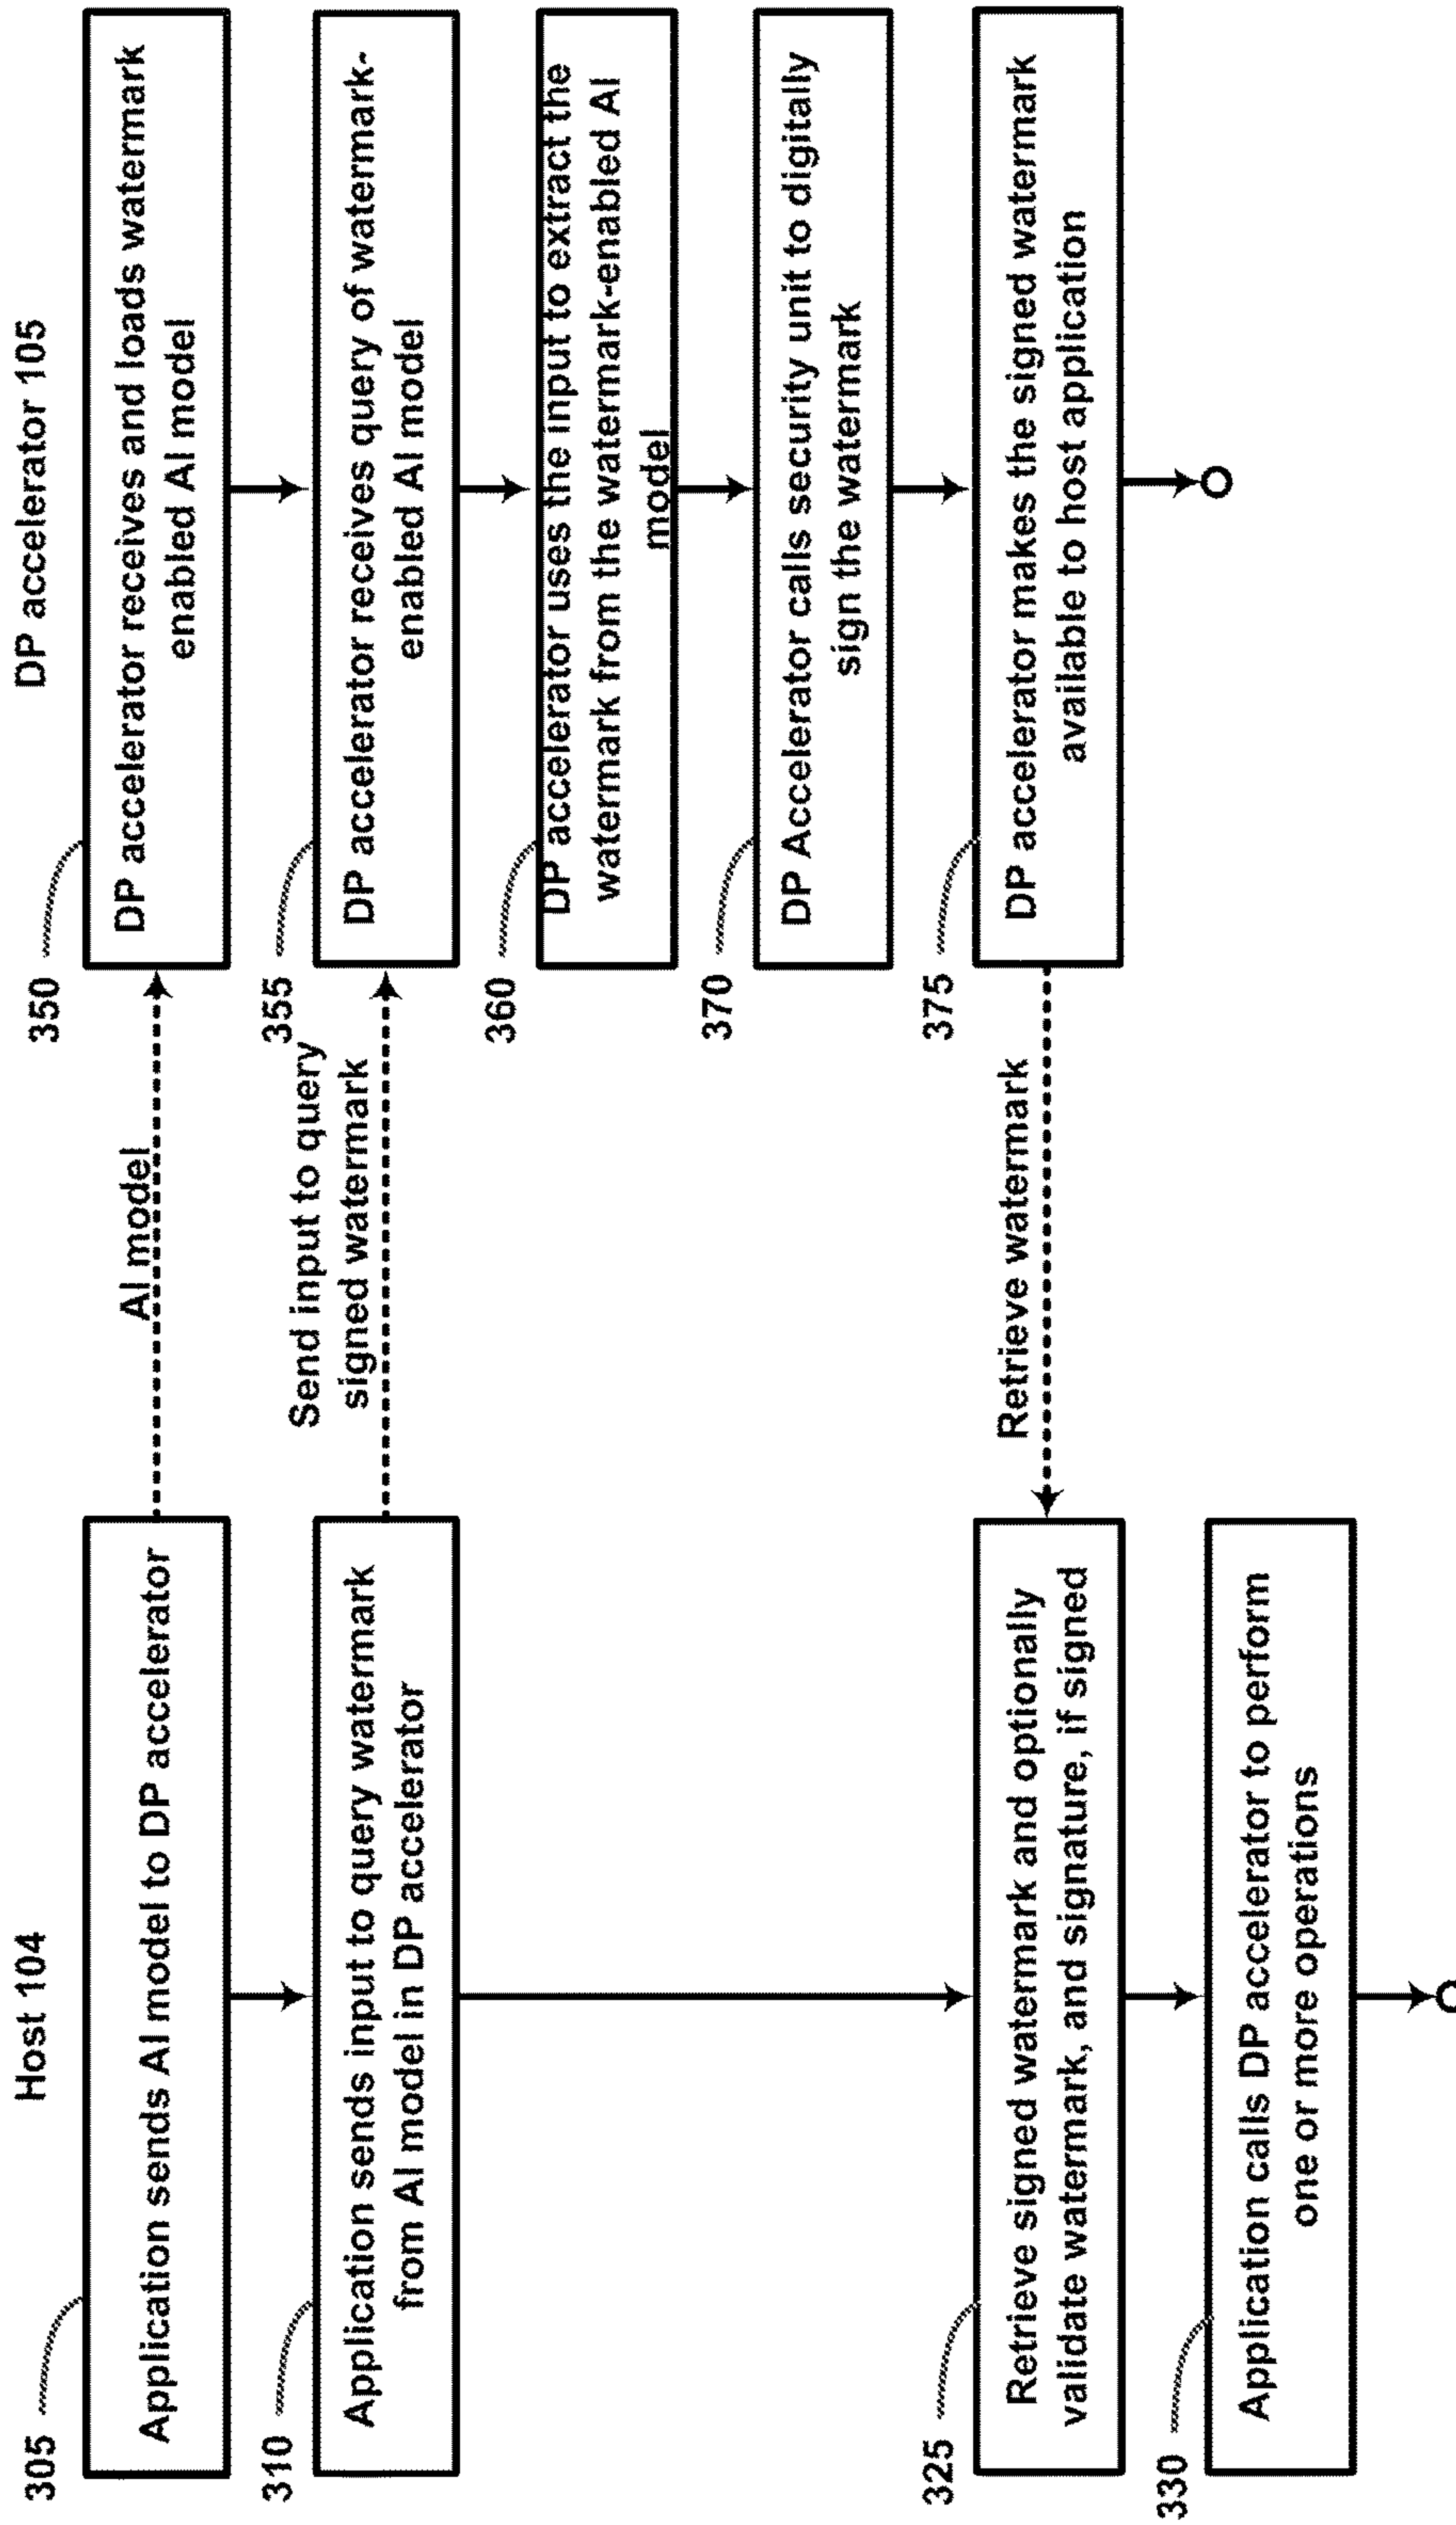 Host 104
305
Application sends AI model to DP accelerator
310
Application sends input to query watermark
from AI model in DP accelerator
325
Retrieve signed watermark and optionally
validate watermark, and signature, if signed
330
Application calls DP accelerator to perform
one or more operations
AI model
Send input to query
signed watermark
Retrieve watermark
DP accelerator 105
350
DP accelerator receives and loads watermark
enabled AI model
355
DP accelerator receives query of watermark-
enabled AI model
360
DP accelerator uses the input to extract the
watermark from the watermark-enabled AI
model
370
DP Accelerator calls security unit to digitally
sign the watermark
375
DP accelerator makes the signed watermark
available to host application